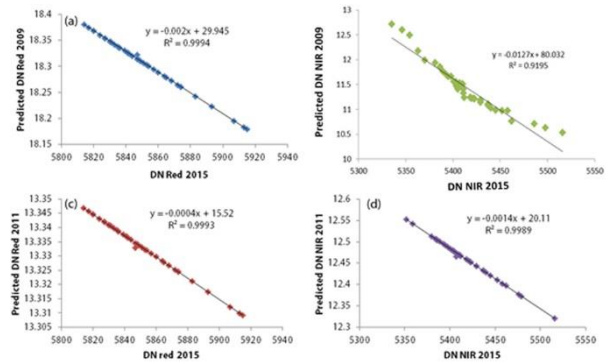 (a)
y = -0.002x + 29.945
R² = 0.9994
Predicted DN Red 2009
18.4
18.35
18.3
18.25
18.2
18.15
5800 5820 5840 5860 5880 5900 5920 5940
DN Red 2015
y = -0.0127x + 80.032
R² = 0.9195
Predicted DN NIR 2009
13
12.5
12
11.5
11
10.5
10
5300 5350 5400 5450 5500 5550
DN NIR 2015
(c)
y = -0.0004x + 15.52
R² = 0.9993
Predicted DN Red 2011
13.35
13.345
13.34
13.335
13.33
13.325
13.32
13.315
13.31
13.305
5800 5820 5840 5860 5880 5900 5920 5940
DN red 2015
(d)
y = -0.0014x + 20.11
R² = 0.9989
Predicted DN NIR 2011
12.6
12.55
12.5
12.45
12.4
12.35
12.3
5350 5400 5450 5500 5550
DN NIR 2015